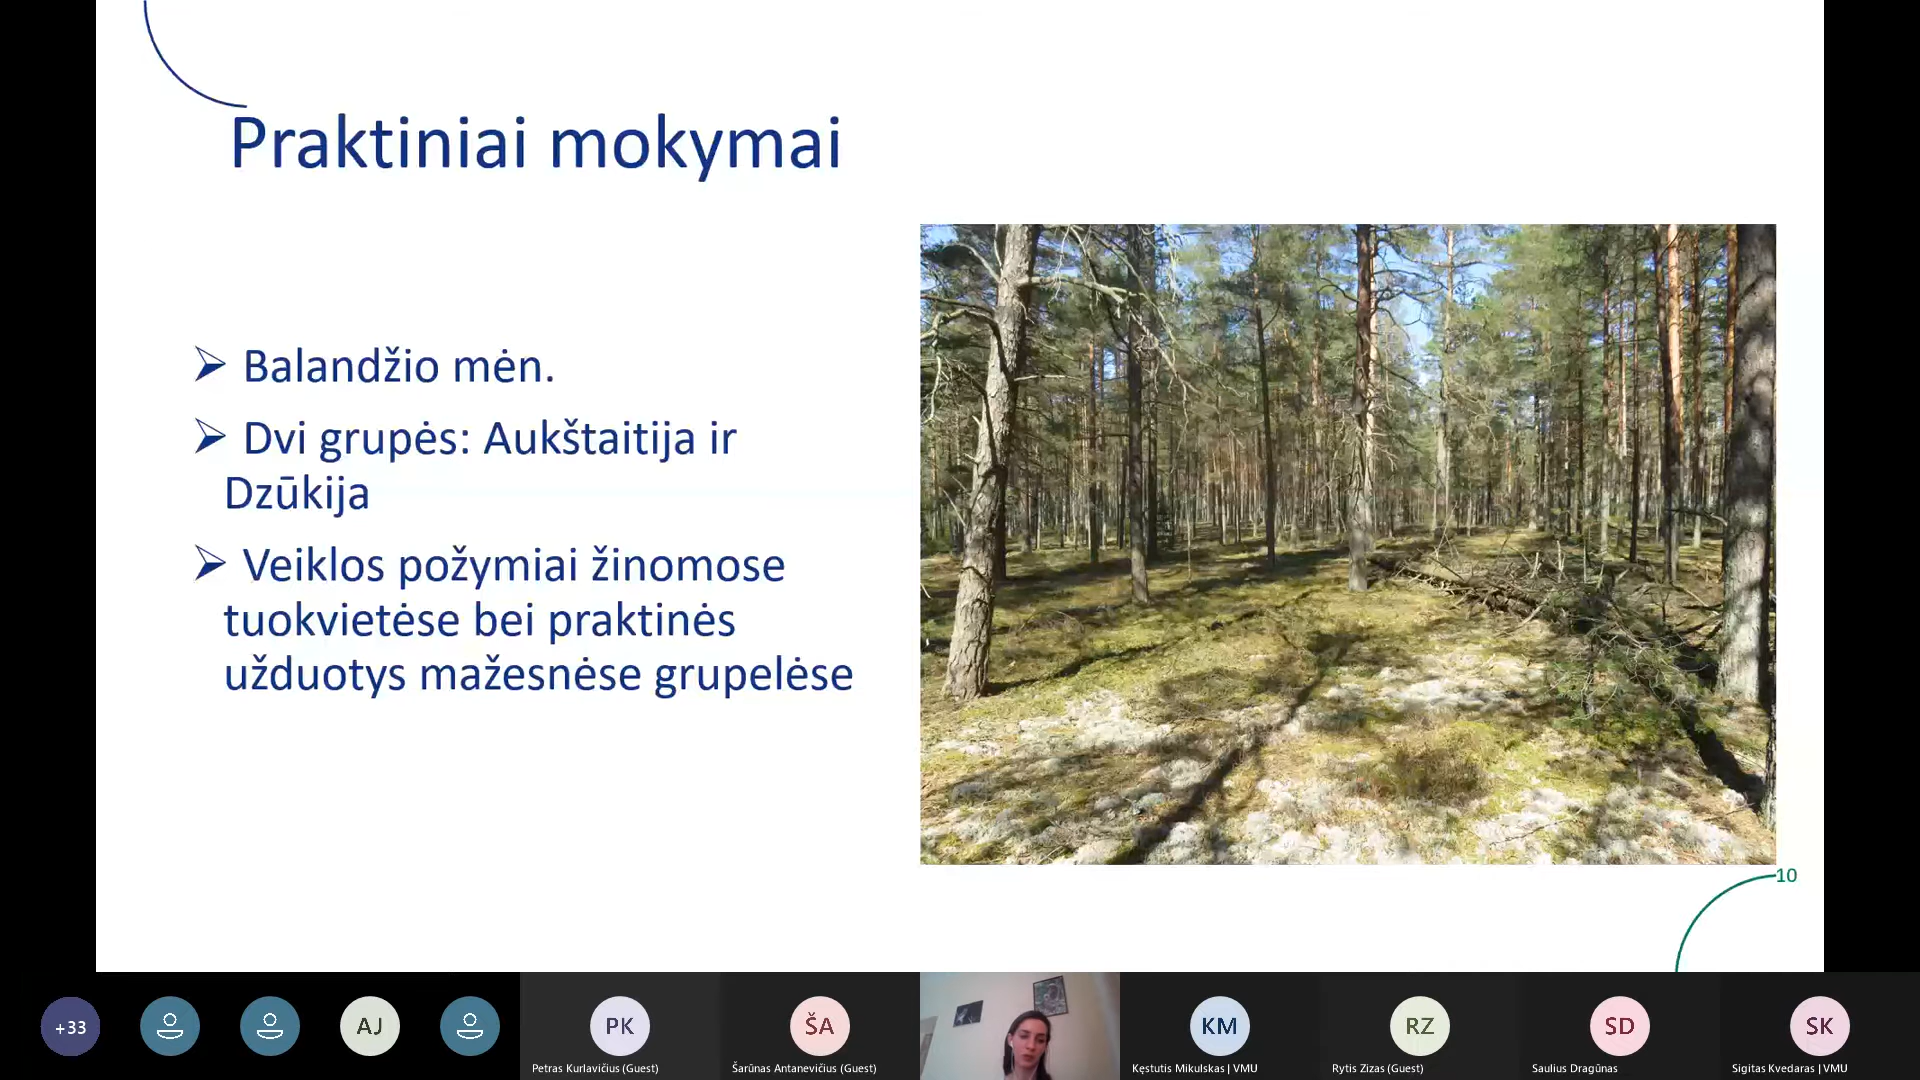 Praktiniai mokymai
➢ Balandžio mėn.
➢ Dvi grupės: Aukštaitija ir
Dzūkija
➢ Veiklos požymiai žinomose
tuokvietėse bei praktinės
užduotys mažesnėse grupelėse
10
+33
AJ
PK
ŠA
KM
RZ
SD
SK
Petras Kurlavičius (Guest)
Šarūnas Antanevičius (Guest)
Kęstutis Mikulskas | VMU
Rytis Zizas (Guest)
Saulius Dragūnas
Sigitas Kvedaras | VMU